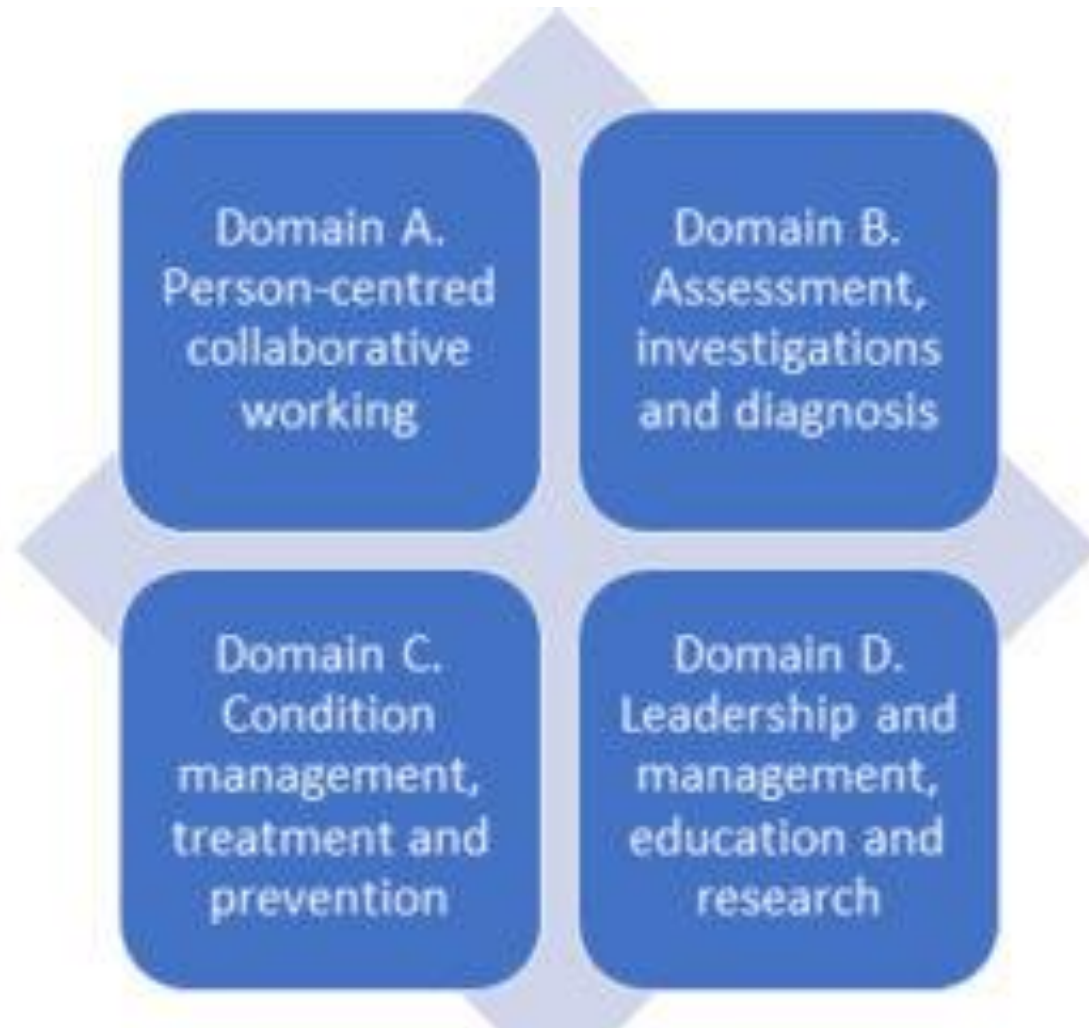 Domain A.
Person-centred
collaborative
working
Domain B.
Assessment,
investigations
and diagnosis
Domain C.
Condition
management,
treatment and
prevention
Domain D.
Leadership and
management,
education and
research